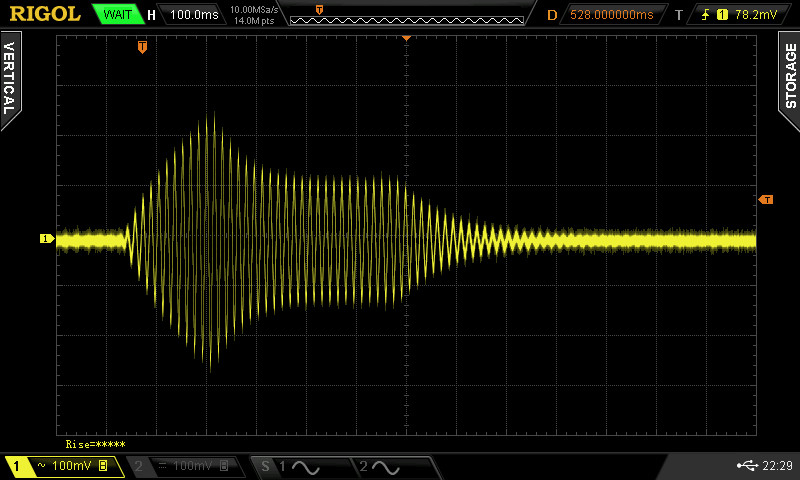 RIGOL WAIT H 100.0ms 10.00MSa/s 14.0M pts T D 528.000000ms T 1 78.2mV
T
VERTICAL
STORAGE
T
1
Rise=*****
1 ~ 100mV B 2 = 100mV B S 1 2 22:29